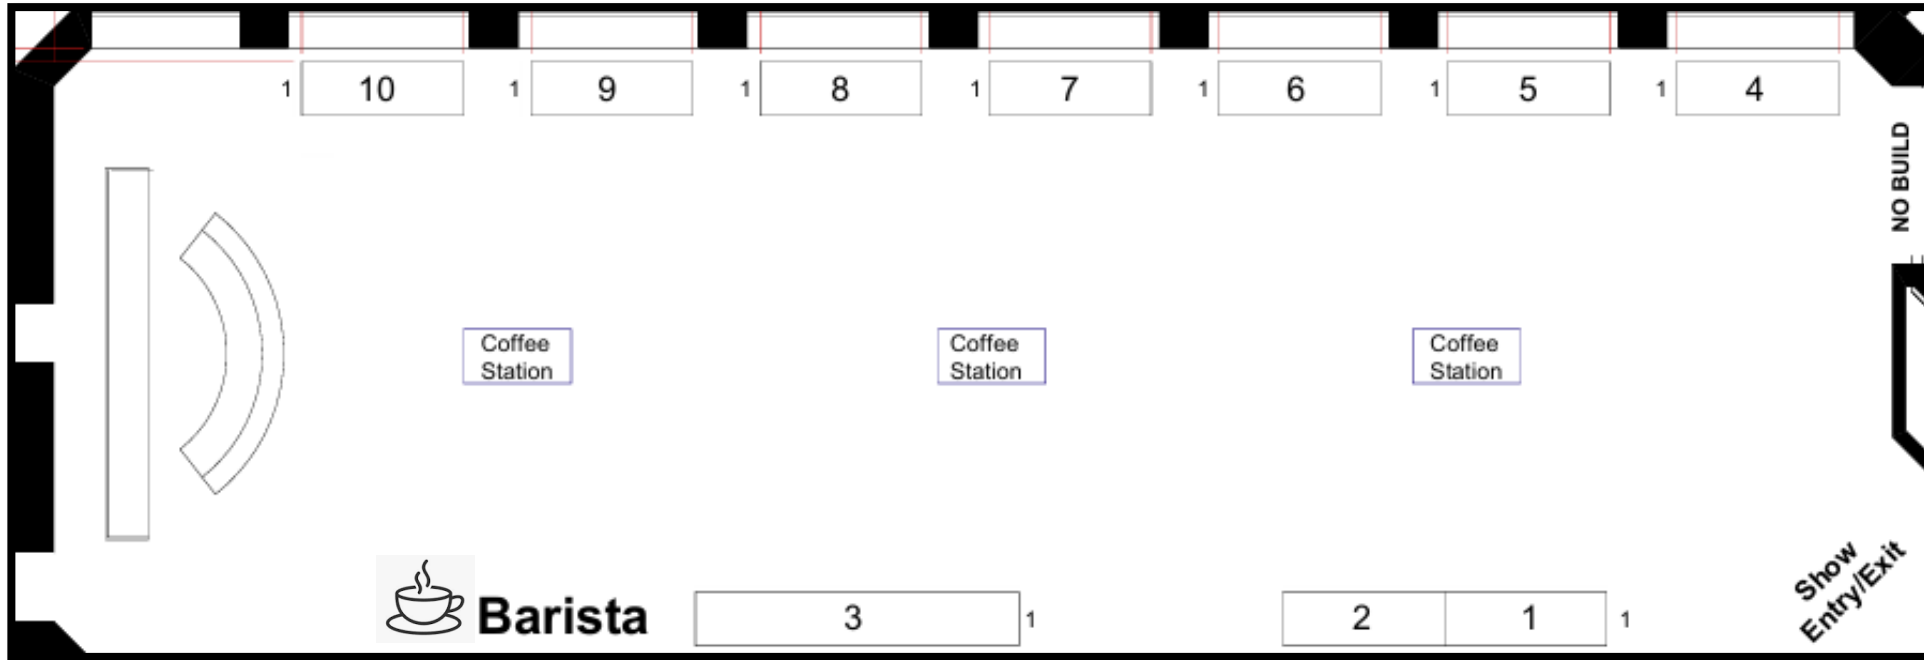 1 10 1 9 1 8 1 7 1 6 1 5 1 4
NO BUILD
Coffee
Station
Coffee
Station
Coffee
Station
Barista
3 1
2 1 1
Show
Entry/Exit